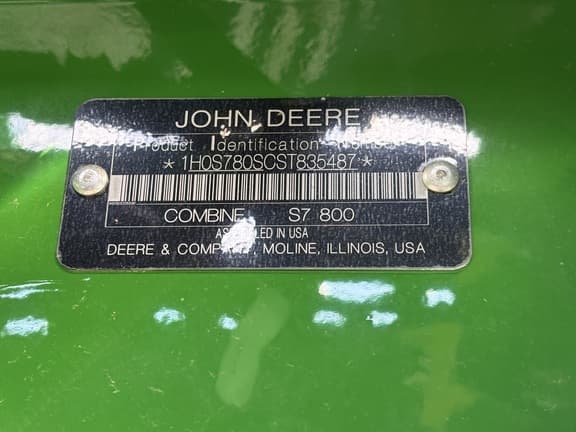 JOHN DEERE
Product Identification Number
*1H0S780SCST835487*
COMBINE S7 800
ASSEMBLED IN USA
DEERE & COMPANY, MOLINE, ILLINOIS, USA